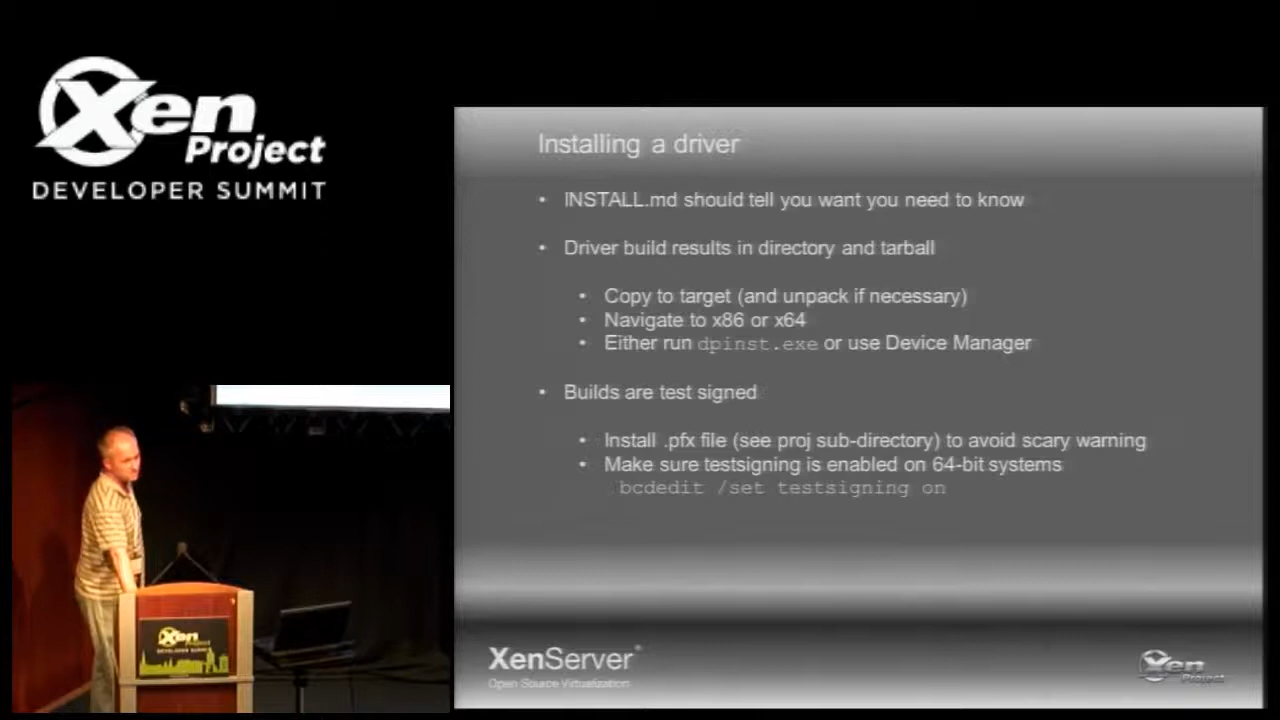 Xen
Project
DEVELOPER SUMMIT
Installing a driver
• INSTALL.md should tell you want you need to know
• Driver build results in directory and tarball
• Copy to target (and unpack if necessary)
• Navigate to x86 or x64
• Either run dpinst.exe or use Device Manager
• Builds are test signed
• Install .pfx file (see proj sub-directory) to avoid scary warning
• Make sure testsigning is enabled on 64-bit systems
bcdedit /set testsigning on
Xen
Project
DEVELOPER SUMMIT
XenServer
Open Source Virtualization
Xen
Project